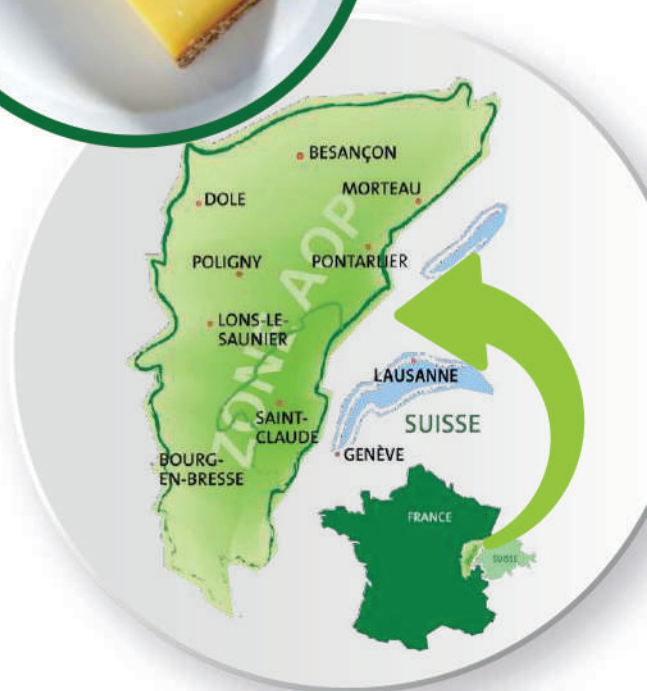 BESANÇON
DOLE
MORTEAU
POLIGNY
PONTARLIER
ZONE AOP
LONS-LE-
SAUNIER
LAUSANNE
SAINT-
CLAUDE
SUISSE
GENÈVE
BOURG-
EN-BRESSE
FRANCE
SUISSE